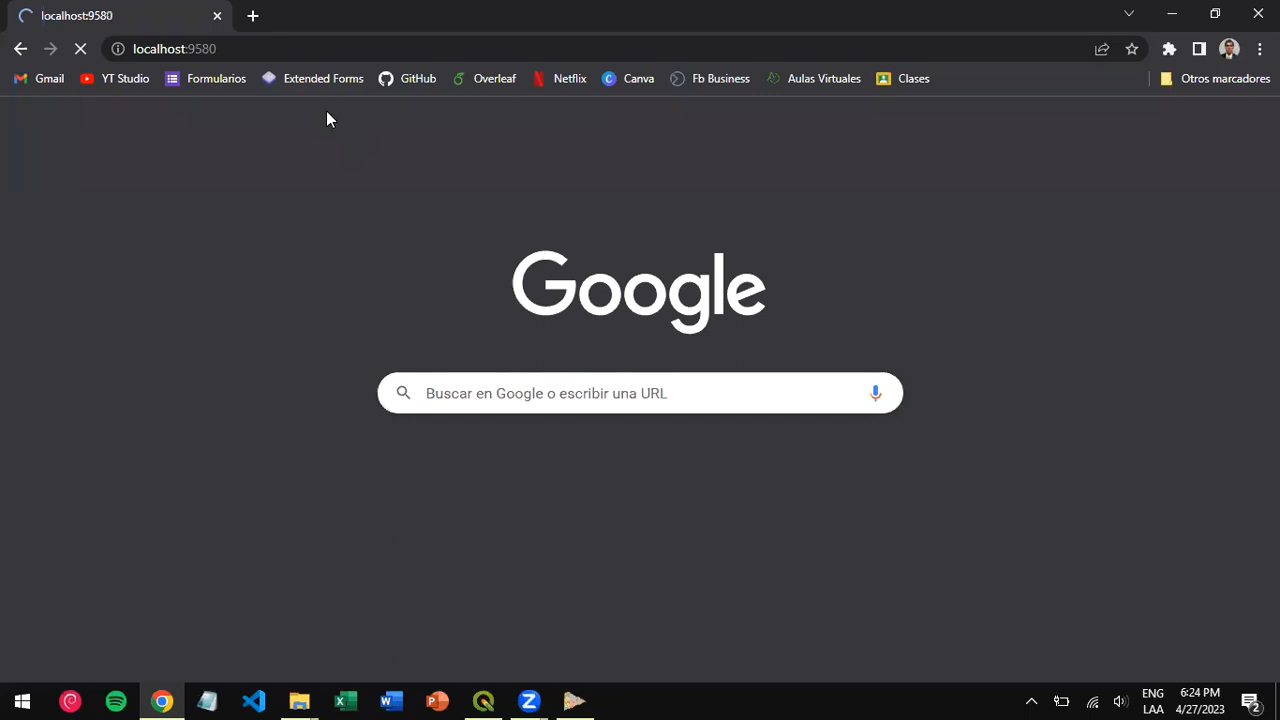 localhost:9580
localhost:9580
Gmail YT Studio Formularios Extended Forms GitHub Overleaf Netflix Canva Fb Business Aulas Virtuales Clases Otros marcadores
Google
Buscar en Google o escribir una URL
ENG 6:24 PM
LAA 4/27/2023 2